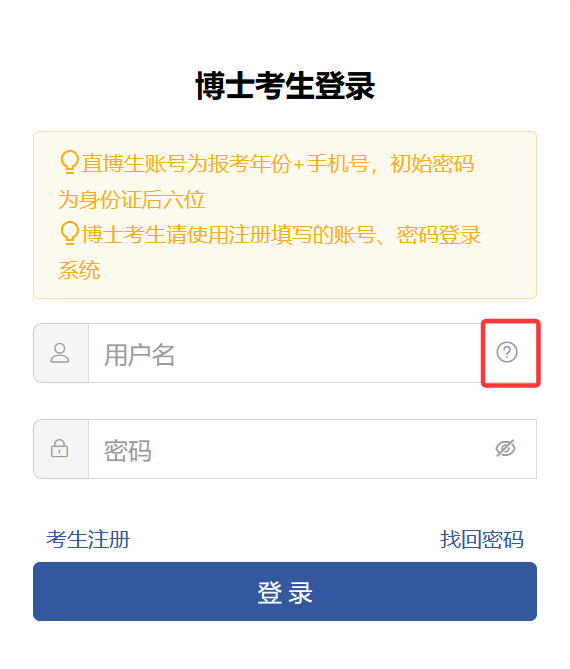 博士考生登录
直博生账号为报考年份+手机号，初始密码
为身份证后六位
博士考生请使用注册填写的账号、密码登录
系统
用户名
密码
考生注册
找回密码
登 录